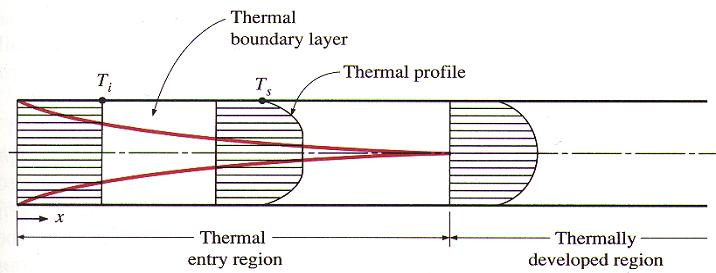 Thermal
boundary layer
Thermal profile
T_i
T_s
x
Thermal
entry region
Thermally
developed region